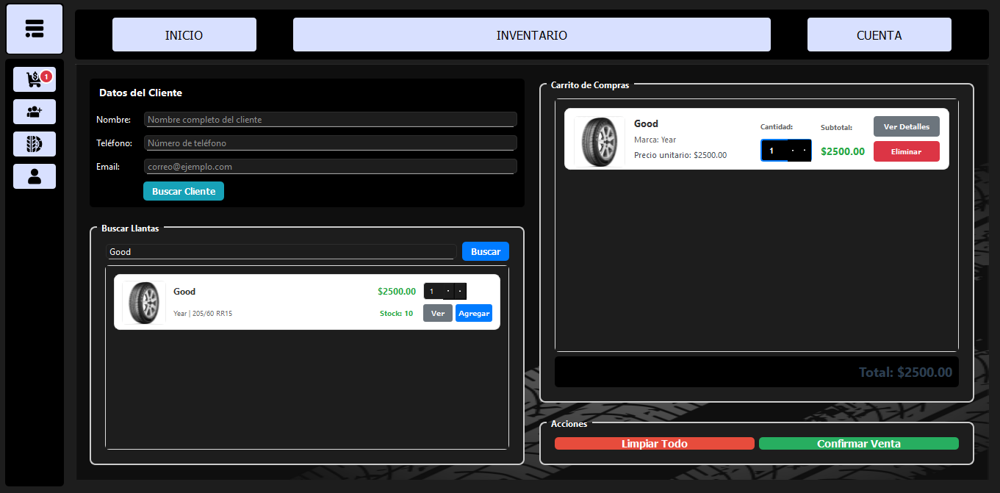 INICIO
INVENTARIO
CUENTA
1
Datos del Cliente
Nombre: Nombre completo del cliente
Teléfono: Número de teléfono
Email: correo@ejemplo.com
Buscar Cliente
Buscar Llantas
Good Buscar
Good $2500.00 1
Year | 205/60 RR15 Stock: 10 Ver Agregar
Carrito de Compras
Good Cantidad: Subtotal: Ver Detalles
Marca: Year
Precio unitario: $2500.00 1 $2500.00 Eliminar
Total: $2500.00
Acciones
Limpiar Todo Confirmar Venta